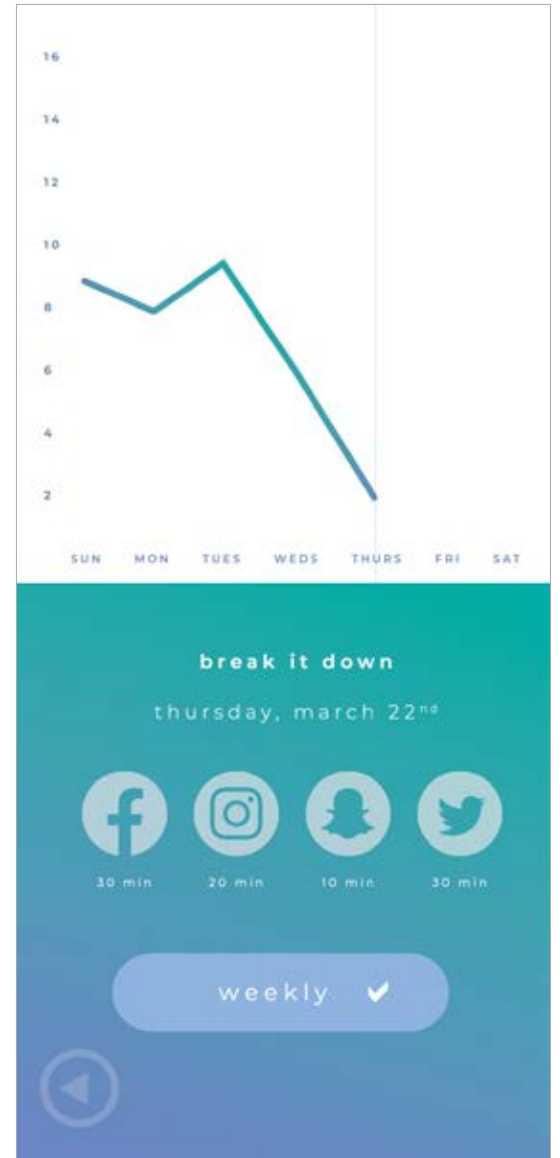 16
14
12
10
8
6
4
2
SUN MON TUES WEDS THURS FRI SAT
break it down
thursday, march 22nd
30 min 20 min 10 min 30 min
weekly